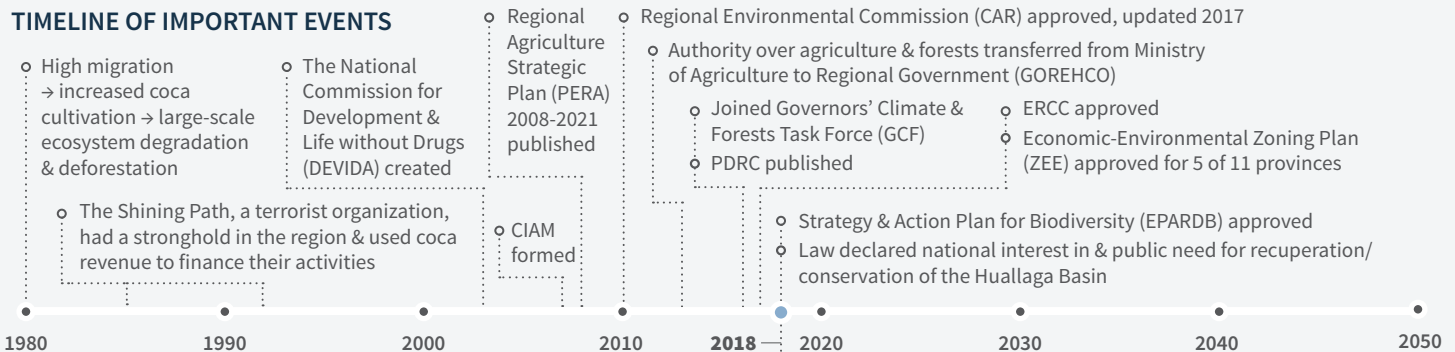 TIMELINE OF IMPORTANT EVENTS
High migration
→ increased coca
cultivation → large-scale
ecosystem degradation
& deforestation
The Shining Path, a terrorist organization,
had a stronghold in the region & used coca
revenue to finance their activities
The National
Commission for
Development &
Life without Drugs
(DEVIDA) created
Regional
Agriculture
Strategic
Plan (PERA)
2008-2021
published
CIAM
formed
Regional Environmental Commission (CAR) approved, updated 2017
Authority over agriculture & forests transferred from Ministry
of Agriculture to Regional Government (GOREHCO)
Joined Governors’ Climate &
Forests Task Force (GCF)
PDRC published
ERCC approved
Economic-Environmental Zoning Plan
(ZEE) approved for 5 of 11 provinces
Strategy & Action Plan for Biodiversity (EPARDB) approved
Law declared national interest in & public need for recuperation/
conservation of the Huallaga Basin
1980 1990 2000 2010 2018 2020 2030 2040 2050